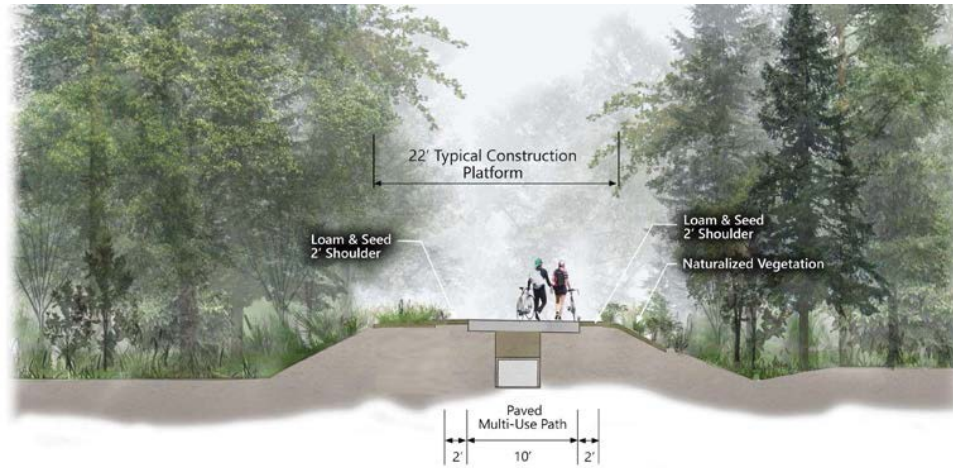 22' Typical Construction
Platform
Loam & Seed
2' Shoulder
Loam & Seed
2' Shoulder
Naturalized Vegetation
Paved
Multi-Use Path
2'
10'
2'